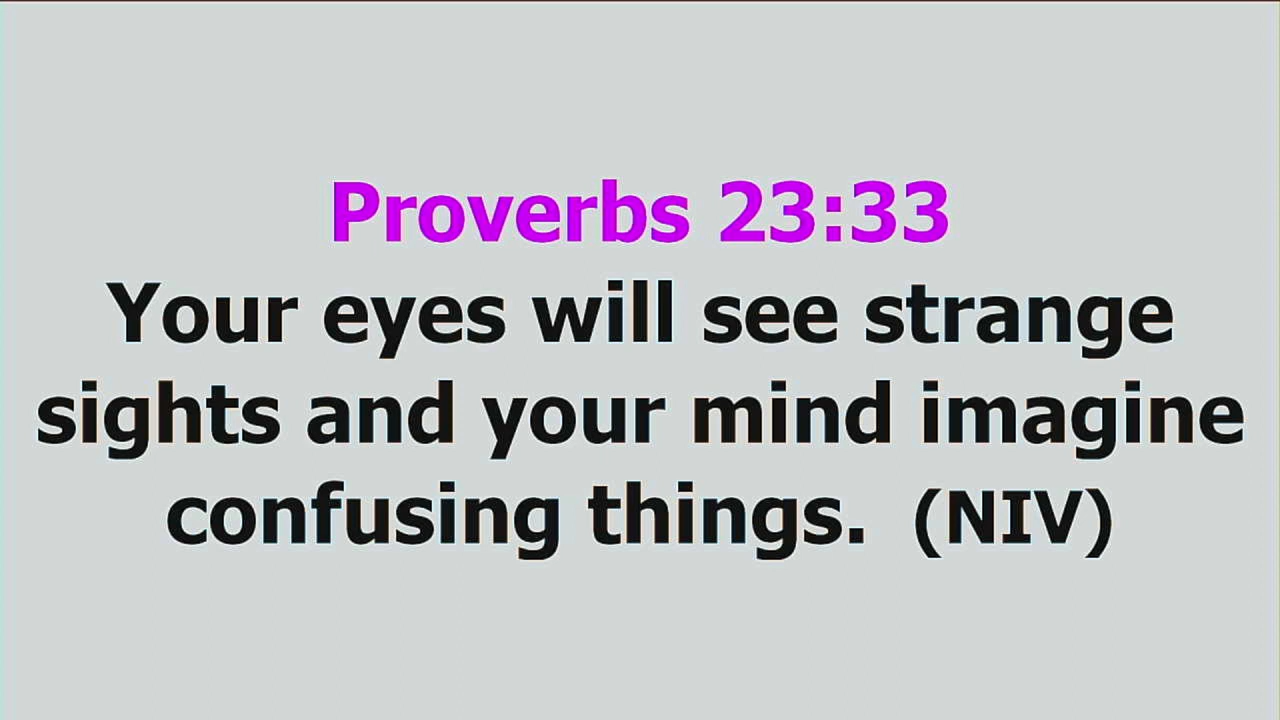 Proverbs 23:33
Your eyes will see strange
sights and your mind imagine
confusing things.  (NIV)